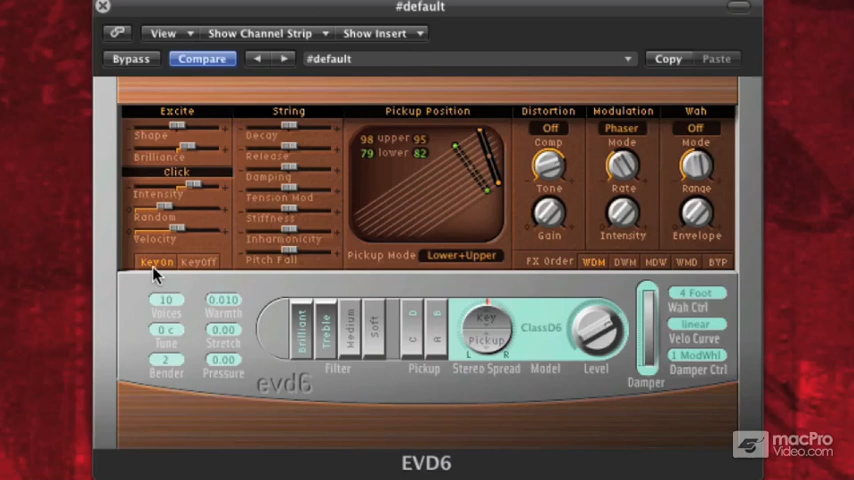 #default
View Show Channel Strip Show Insert
Bypass Compare #default Copy Paste
Excite String Pickup Position Distortion Modulation Wah
Shape Decay 98 upper 95 Off Phaser Off
Brilliance Release 79 lower 82 Comp Mode Mode
Click Damping
Intensity Tension Mod Tone Rate Range
Random Stiffness
Velocity Inharmonicity Gain Intensity Envelope
KeyOn KeyOff Pitch Fall Pickup Mode Lower+Upper FX Order WDM DWM MDW WMD BYP
10 0.010 4 Foot
Voices Warmth Brilliant Treble Medium Soft C D A B Key Wah Ctrl
0 c 0.00 ClassD6 linear
Tune Stretch Pickup Velo Curve
2 0.00 L R 1 ModWhl
Bender Pressure Filter Pickup Stereo Spread Model Level Damper Damper Ctrl
evd6
EVD6
macPro
Video.com